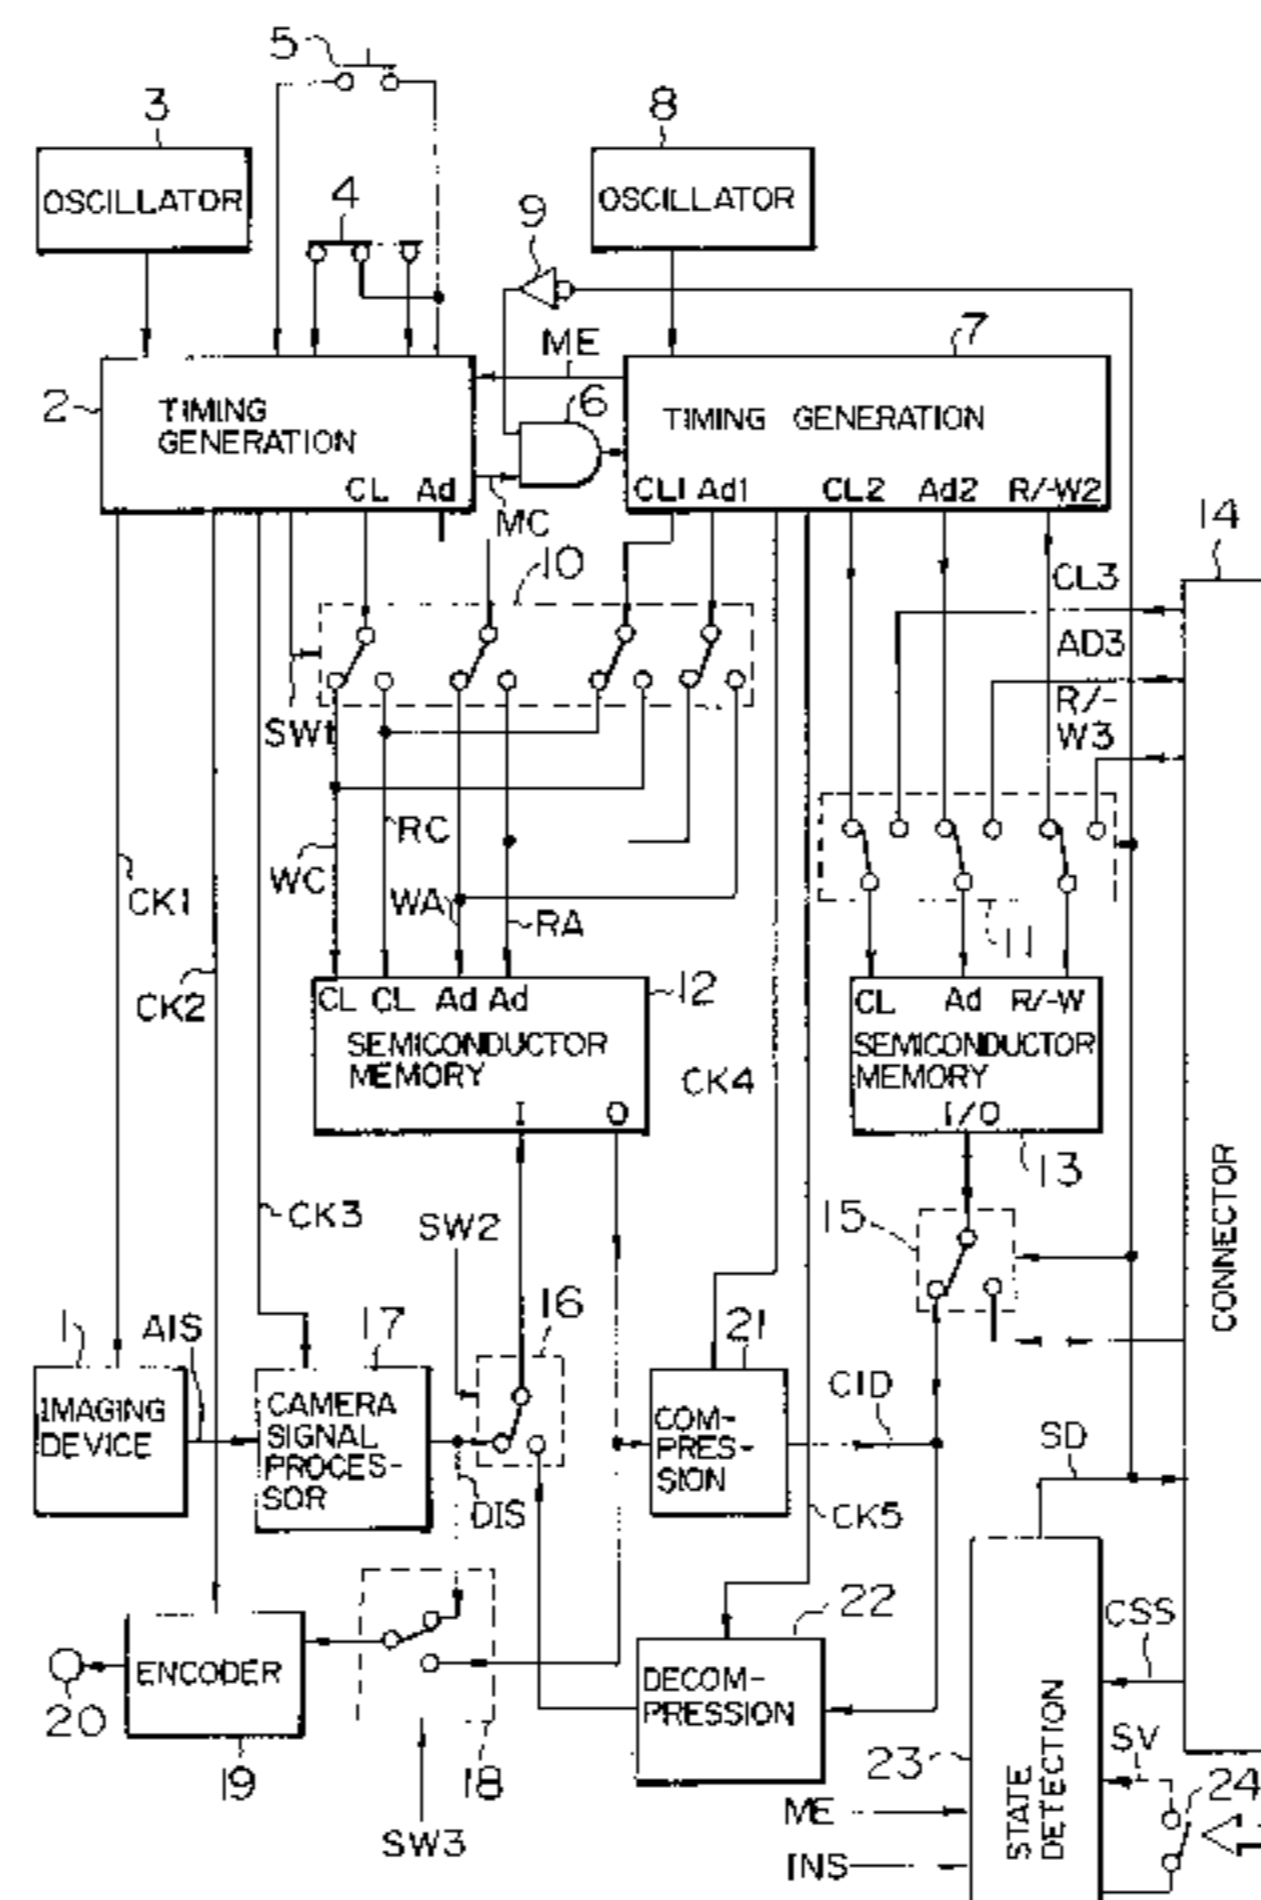 5
3
8
OSCILLATOR
4
9
OSCILLATOR
ME
7
2
TIMING
GENERATION
6
TIMING GENERATION
CL Ad
MC
CL1 Ad1 CL2 Ad2 R/-W2
14
10
CL3
AD3
R/-
W3
SW1
RC
WC
WA
RA
11
CK1
CK2
CL CL Ad Ad
12
CL Ad R/-W
SEMICONDUCTOR
MEMORY
SEMICONDUCTOR
MEMORY
CK4
I O
I/O
13
CONNECTOR
CK3
SW2
15
1
AIS
17
16
21
CID
IMAGING
DEVICE
CAMERA
SIGNAL
PROCES-
SOR
COM-
PRES-
SION
SD
DIS
CK5
22
CSS
ENCODER
DECOM-
PRESSION
20
19
18
23
STATE
DETECTION
SV
24
SW3
ME
INS